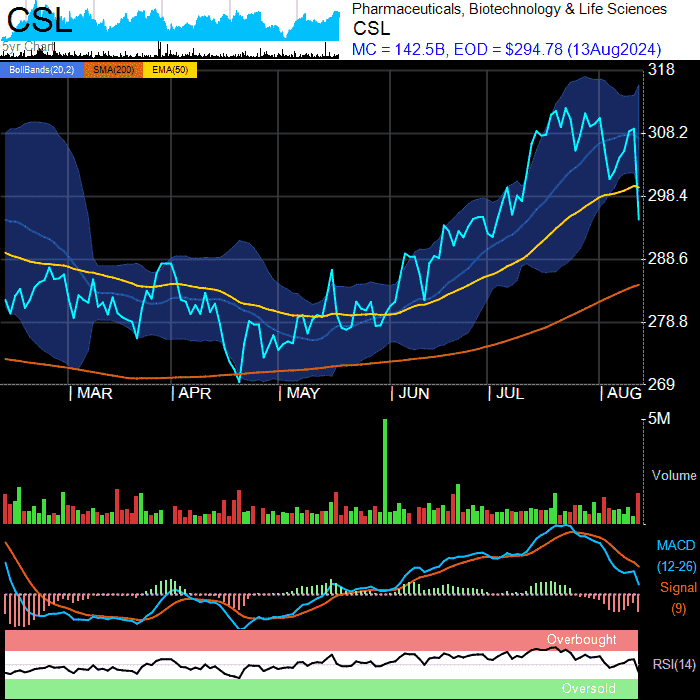 CSL
5yr Chart
Pharmaceuticals, Biotechnology & Life Sciences
CSL
MC = 142.5B, EOD = $294.78 (13Aug2024)
BollBands(20,2) SMA(200) EMA(50)
318
308.2
298.4
288.6
278.8
269
MAR APR MAY JUN JUL AUG
5M
Volume
MACD
(12-26)
Signal
(9)
Overbought
RSI(14)
Oversold